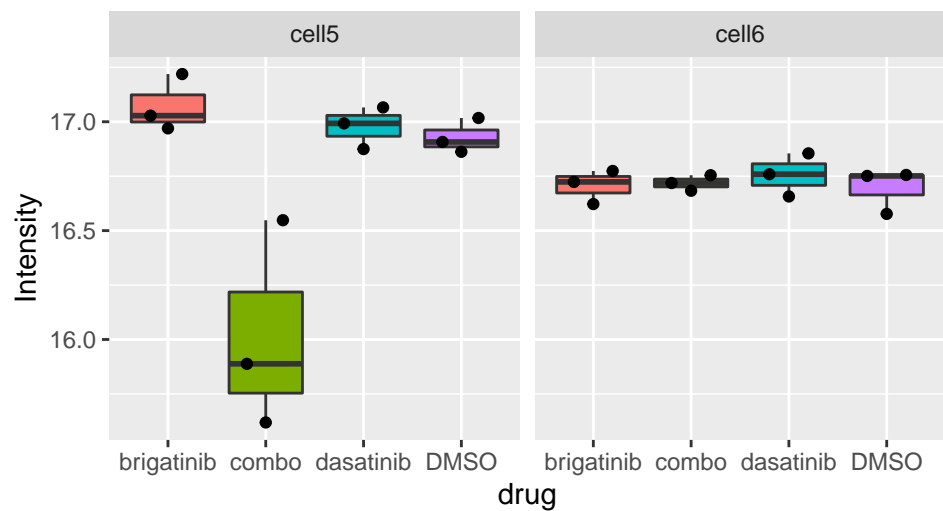 cell5 cell6
Intensity
17.0
16.5
16.0
brigatinib combo dasatinib DMSO brigatinib combo dasatinib DMSO
drug